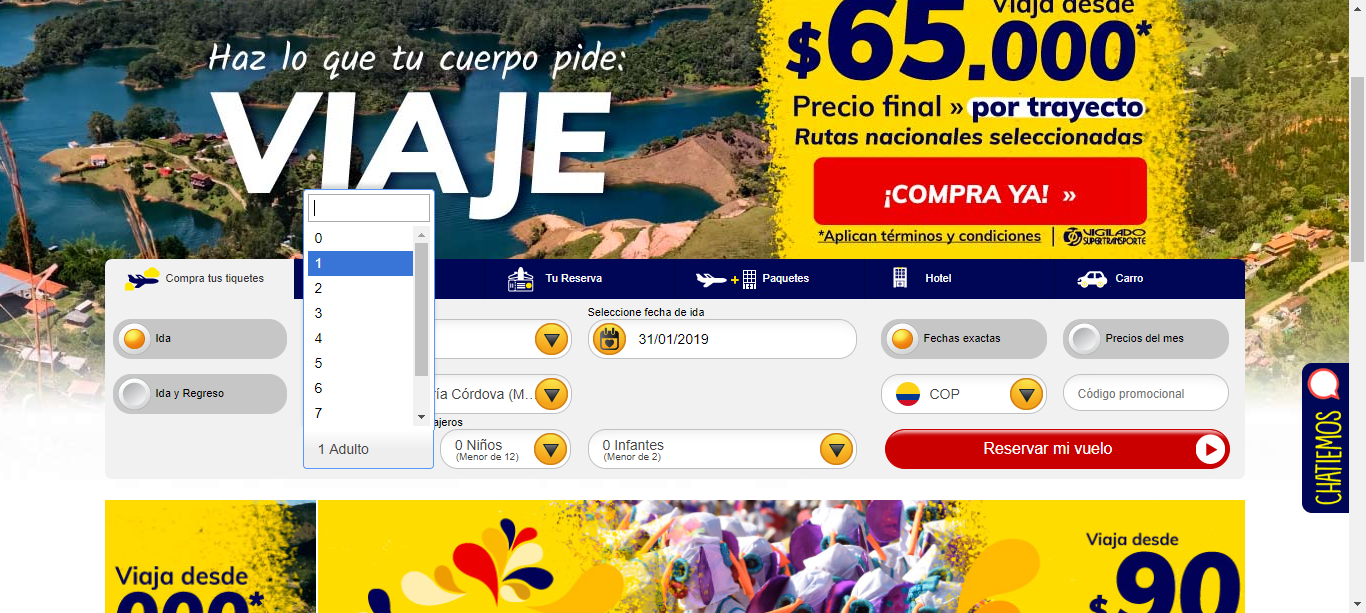 Viaja desde
$65.000*
Haz lo que tu cuerpo pide:
VIAJE
Precio final » por trayecto
Rutas nacionales seleccionadas
¡COMPRA YA! »
*Aplican términos y condiciones
VIGILADO
SUPERTRANSPORTE
0
1
2
3
4
5
6
7
1 Adulto
Compra tus tiquetes
Tu Reserva
+
Paquetes
Hotel
Carro
Seleccione fecha de ida
Ida
31/01/2019
Fechas exactas
Precios del mes
Ida y Regreso
ría Córdova (M...
COP
Código promocional
ajeros
0 Niños
(Menor de 12)
0 Infantes
(Menor de 2)
Reservar mi vuelo
CHATIEMOS
Viaja desde
000*
Viaja desde
$90